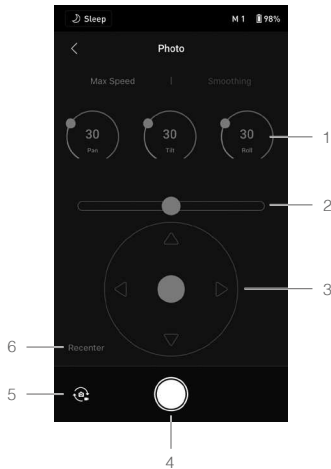 Sleep M 1 98%
Photo
Max Speed Smoothing
30 30 30
Pan Tilt Roll
1
2
3
6 Recenter
5
4